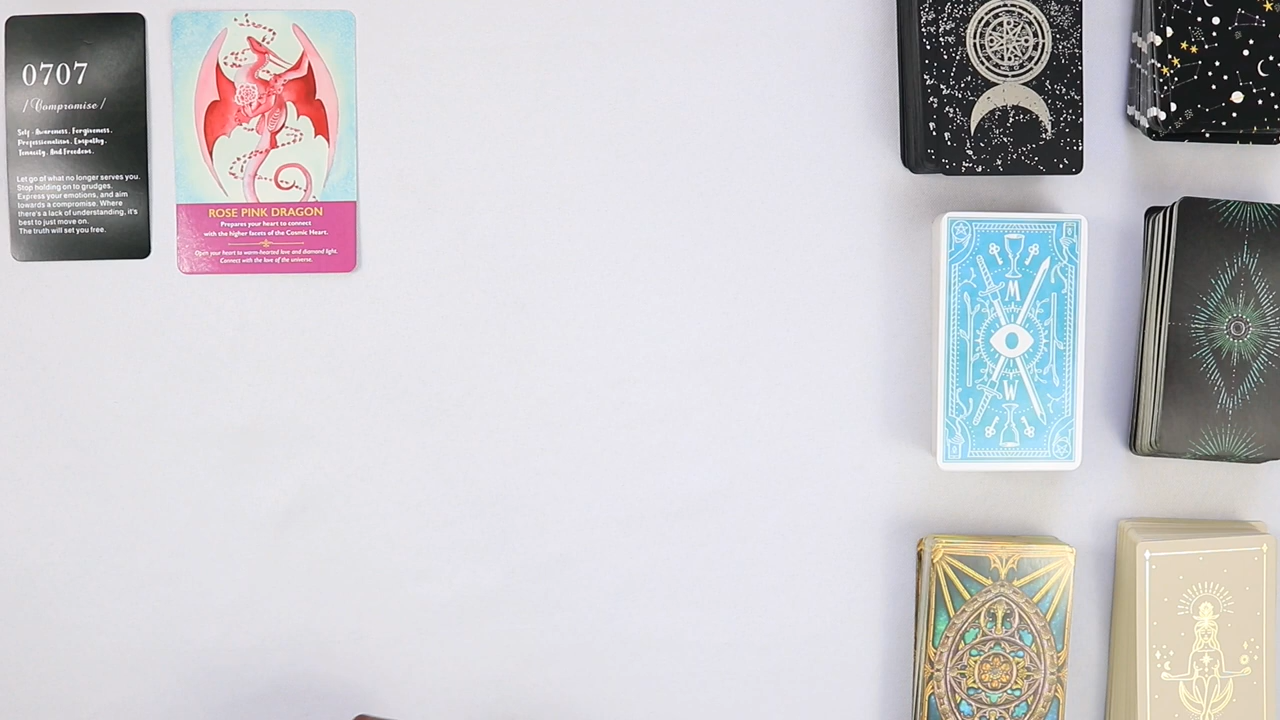 0707
/ Compromise /
Self - Awareness, Forgiveness,
Professionalism, Empathy,
Tenacity, And Freedom.
Let go of what no longer serves you.
Stop holding on to grudges.
Express your emotions, and aim
towards a compromise. Where
there's a lack of understanding, it's
best to just move on.
The truth will set you free.
ROSE PINK DRAGON
Prepares your heart to connect
with the higher facets of the Cosmic Heart.
Open your heart to warm-hearted love and diamond light.
Connect with the love of the universe.
M
W